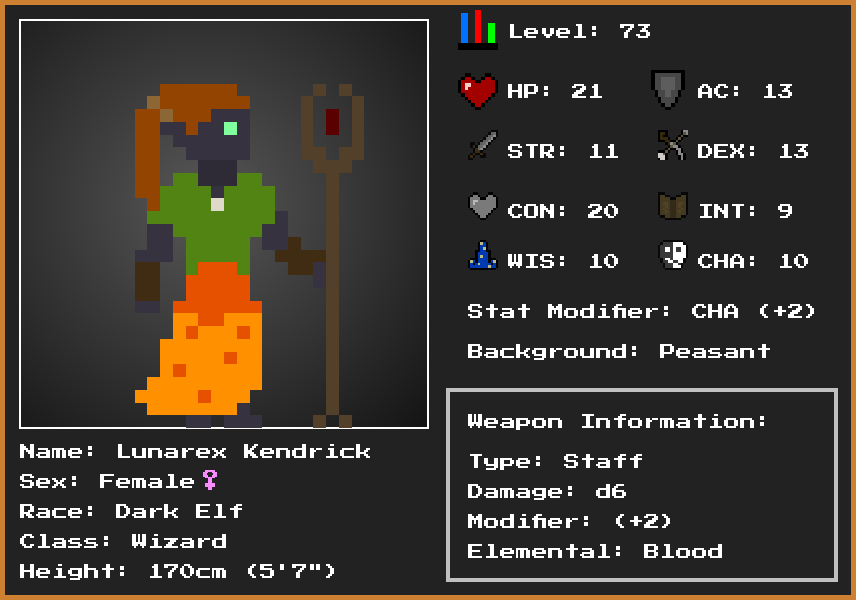 Level: 73
HP: 21 AC: 13
STR: 11 DEX: 13
CON: 20 INT: 9
WIS: 10 CHA: 10
Stat Modifier: CHA (+2)
Background: Peasant
Weapon Information:
Type: Staff
Damage: d6
Modifier: (+2)
Elemental: Blood
Name: Lunarex Kendrick
Sex: Female♀
Race: Dark Elf
Class: Wizard
Height: 170cm (5'7")